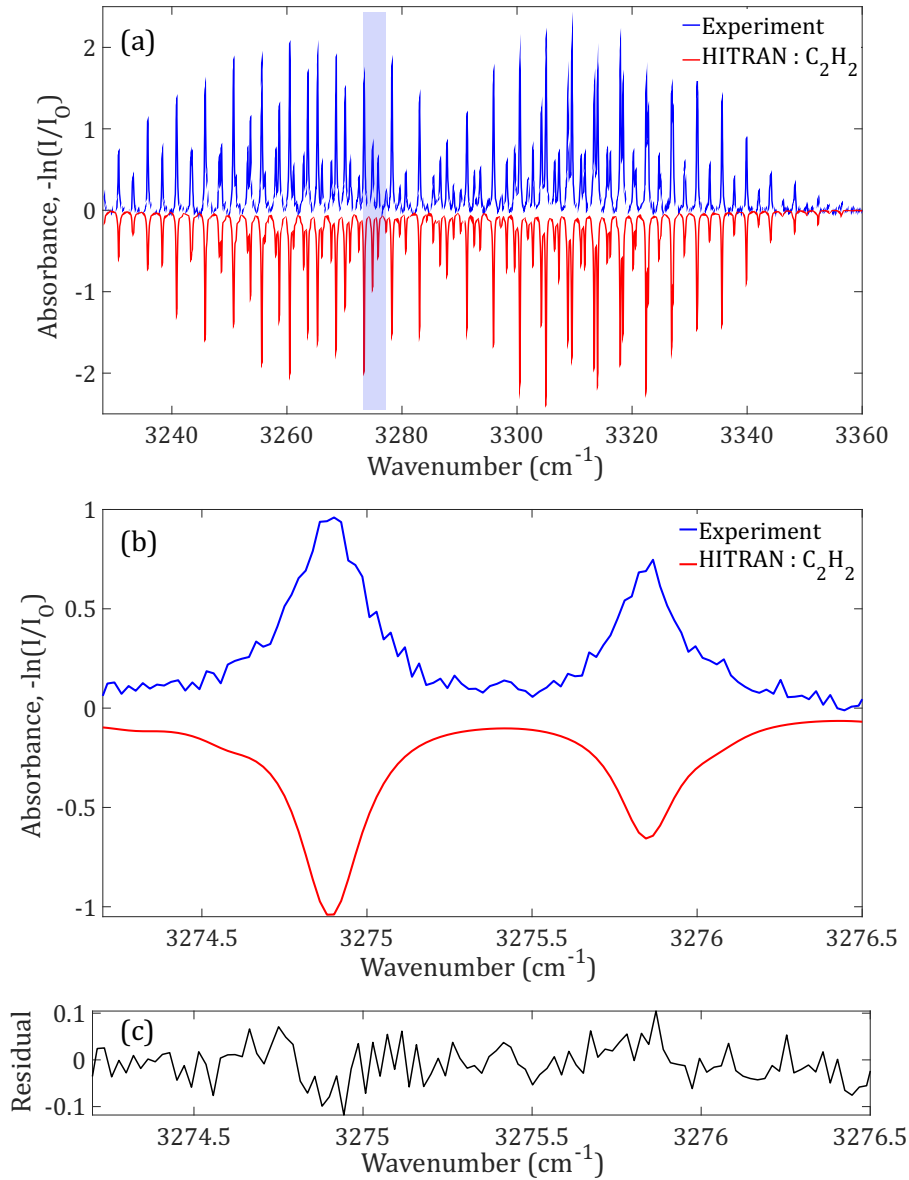 (a)
Experiment
HITRAN : C₂H₂
Absorbance, -ln(I/I_O)
2
1
0
-1
-2
3240 3260 3280 3300 3320 3340 3360
Wavenumber (cm⁻¹)
(b)
Experiment
HITRAN : C₂H₂
Absorbance, -ln(I/I_O)
1
0.5
0
-0.5
-1
3274.5 3275 3275.5 3276 3276.5
Wavenumber (cm⁻¹)
(c)
Residual
0.1
0
-0.1
3274.5 3275 3275.5 3276 3276.5
Wavenumber (cm⁻¹)